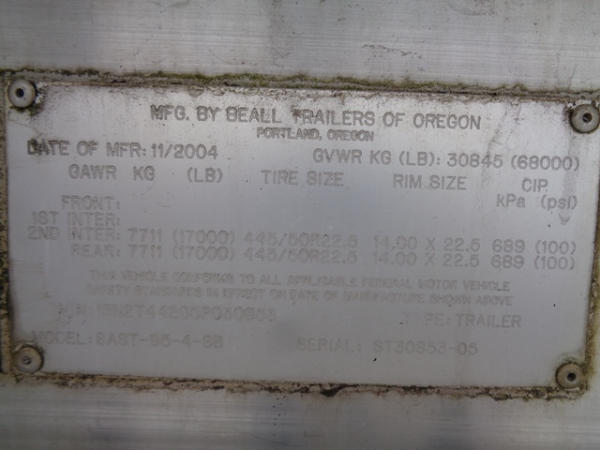 MFG. BY BEALL TRAILERS OF OREGON
PORTLAND, OREGON
DATE OF MFR: 11/2004 GVWR KG (LB): 30845 (68000)
GAWR KG (LB) TIRE SIZE RIM SIZE CIP
kPa (psi)
FRONT:
1ST INTER:
2ND INTER: 7711 (17000) 445/50R22.5 14.00 X 22.5 689 (100)
REAR: 7711 (17000) 445/50R22.5 14.00 X 22.5 689 (100)
THIS VEHICLE CONFORMS TO ALL APPLICABLE FEDERAL MOTOR VEHICLE
SAFETY STANDARDS IN EFFECT ON DATE OF MANUFACTURE SHOWN ABOVE
V.I.N: TYPE: TRAILER
MODEL: SERIAL: ST30853-05